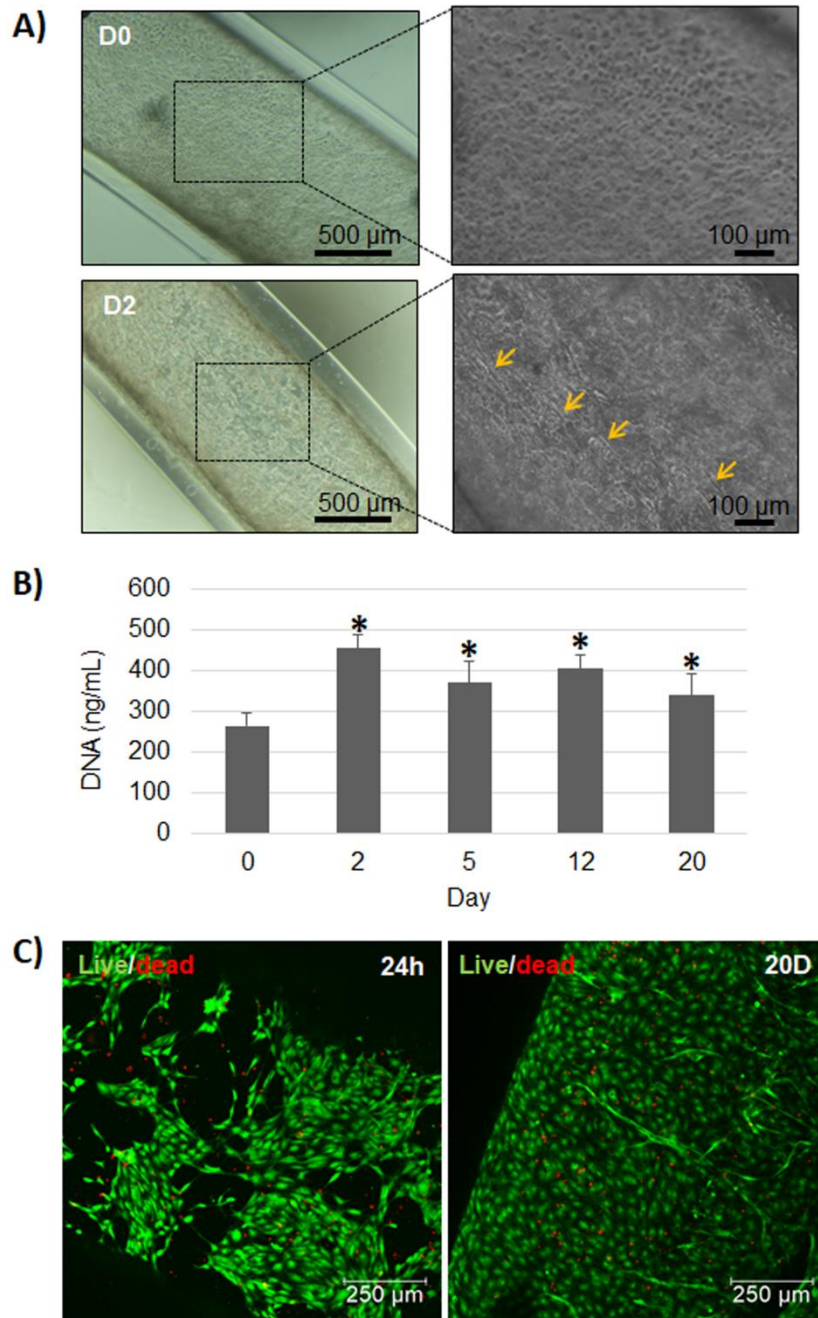 A)
D0
500 µm
100 µm
D2
500 µm
100 µm
B)
600
500
400
300
200
100
0
DNA (ng/mL)
* * * *
0 2 5 12 20
Day
C)
Live/dead 24h
250 µm
Live/dead 20D
250 µm